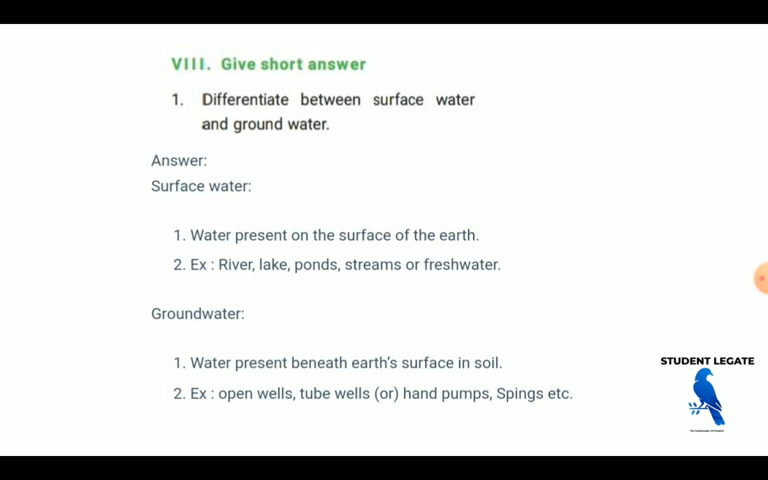 VIII. Give short answer
1. Differentiate between surface water
and ground water.
Answer:
Surface water:
1. Water present on the surface of the earth.
2. Ex : River, lake, ponds, streams or freshwater.
Groundwater:
1. Water present beneath earth's surface in soil.
2. Ex : open wells, tube wells (or) hand pumps, Spings etc.
STUDENT LEGATE